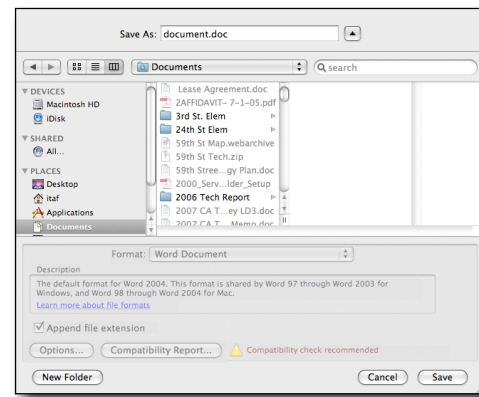 Save As: document.doc
Documents
search
DEVICES
Macintosh HD
iDisk
SHARED
All...
PLACES
Desktop
itaf
Applications
Documents
Lease Agreement.doc
2AFFIDAVIT- 7-1-05.pdf
3rd St. Elem
24th St Elem
59th St Map.webarchive
59th St Tech.zip
59th Stree...gy Plan.doc
2000_Serv...lder_Setup
2006 Tech Report
2007 CA T...ey LD3.doc
2007 CA T... Memo.doc
Format: Word Document
Description
The default format for Word 2004. This format is shared by Word 97 through Word 2003 for
Windows, and Word 98 through Word 2004 for Mac.
Learn more about file formats
Append file extension
Options... Compatibility Report... Compatibility check recommended
New Folder Cancel Save